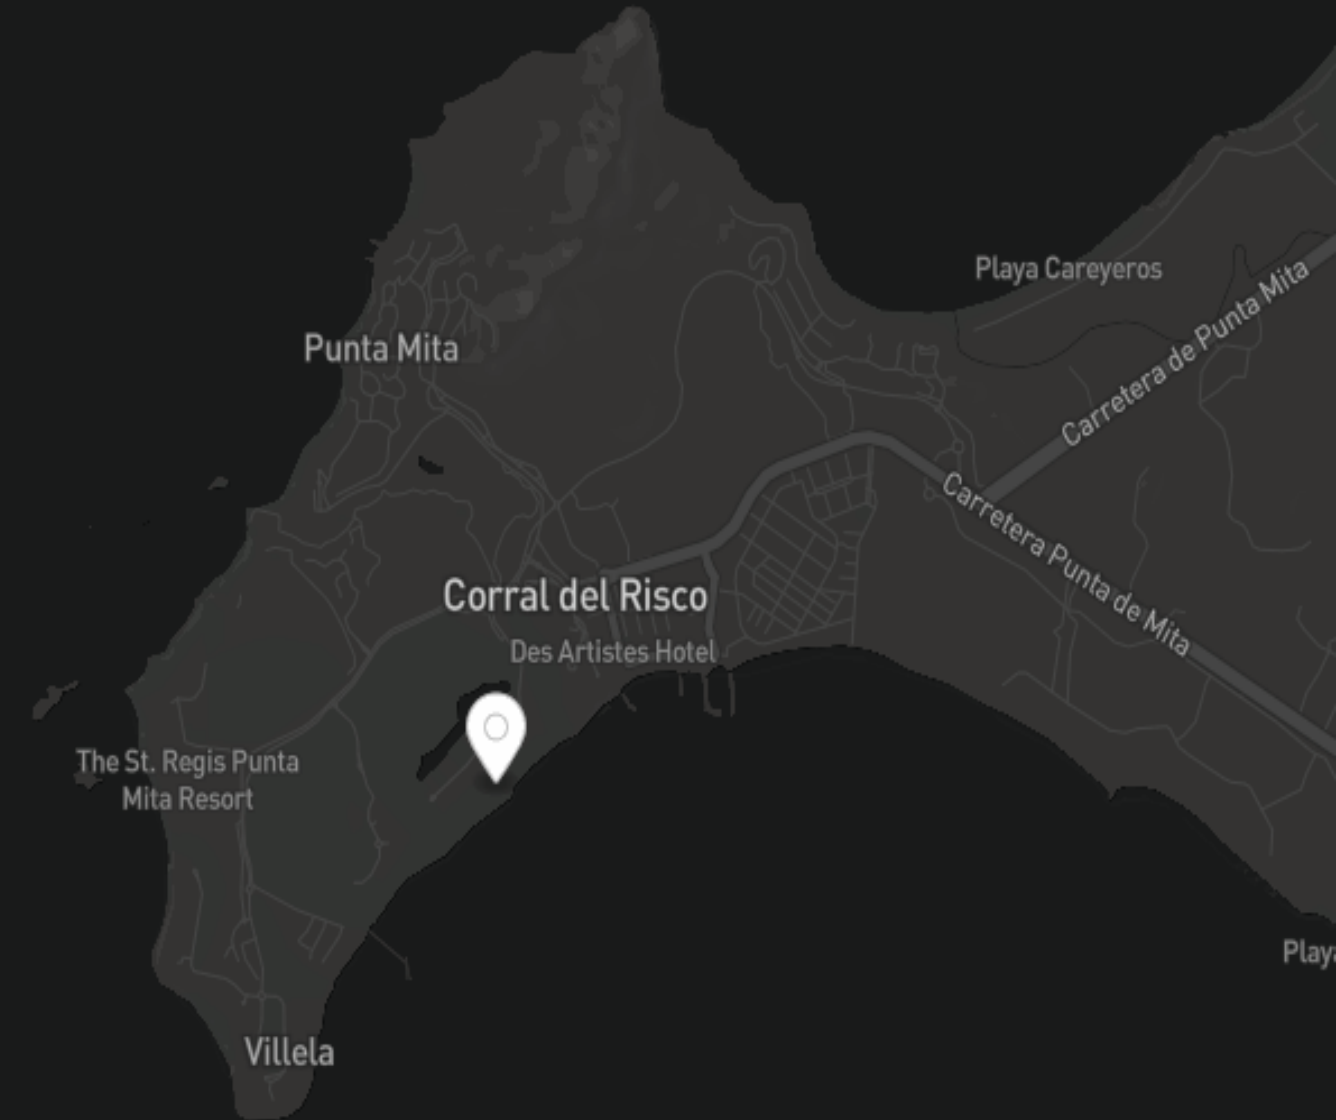 Playa Careyeros
Carretera de Punta Mita
Punta Mita
Carretera Punta de Mita
Corral del Risco
Des Artistes Hotel
The St. Regis Punta
Mita Resort
Playa
Villela